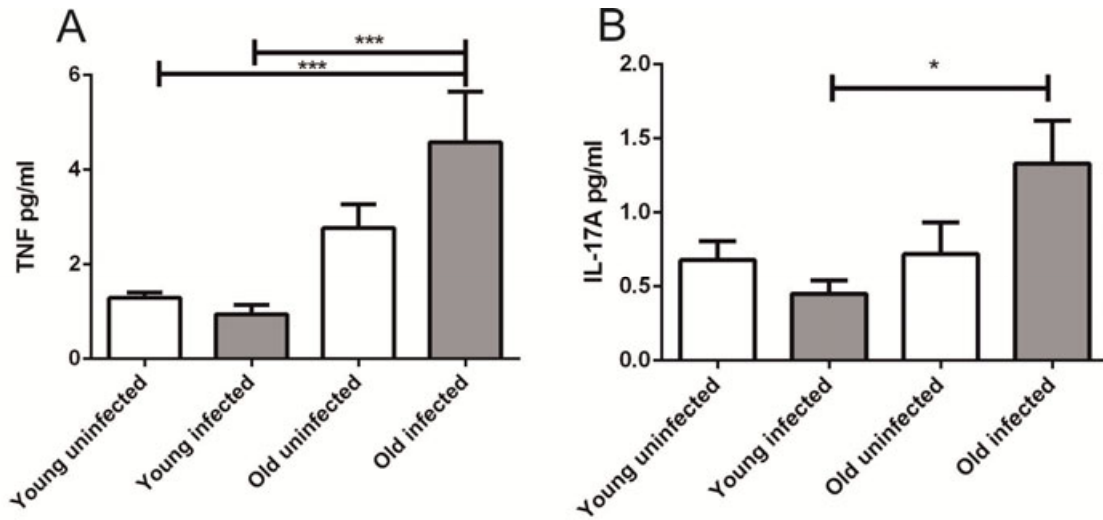 A
***
***
6
4
2
0
TNF pg/ml
Young uninfected
Young infected
Old uninfected
Old infected
B
*
2.0
1.5
1.0
0.5
0.0
IL-17A pg/ml
Young uninfected
Young infected
Old uninfected
Old infected